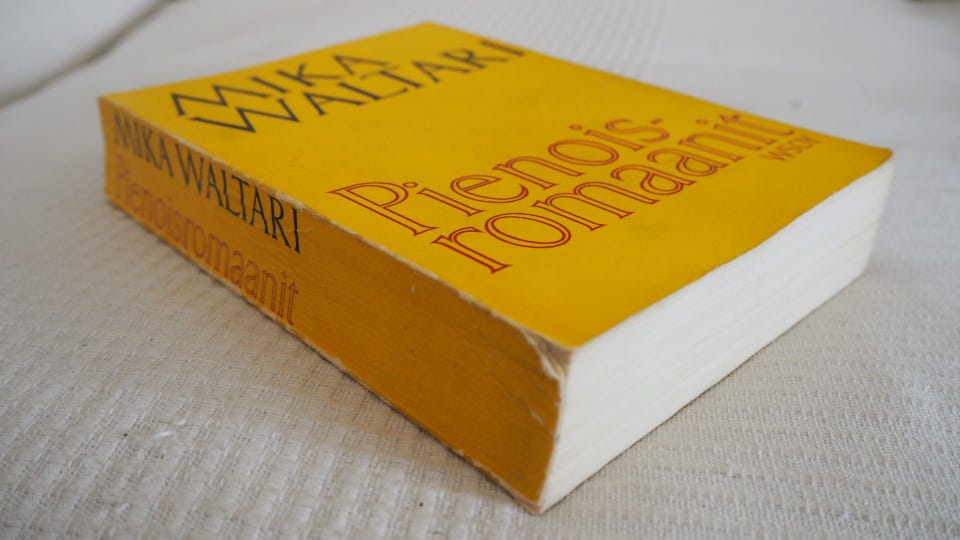 MIKA
WALTARI
Pienois-
romaanit
WSOY
MIKA WALTARI
Pienoisromaanit